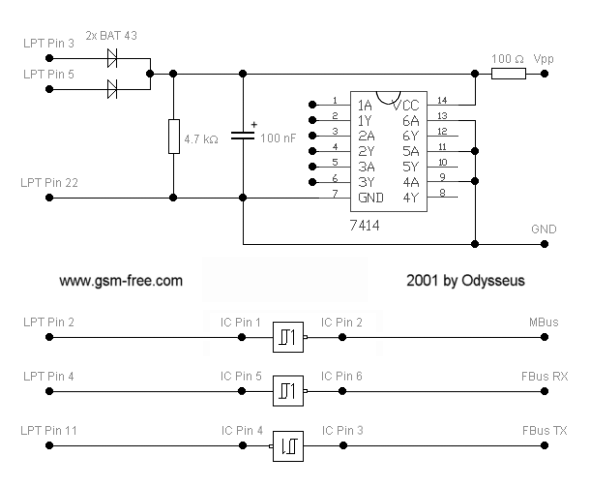 2x BAT 43
LPT Pin 3
100 Ω Vpp
LPT Pin 5
1 1A VCC 14
2 1Y 6A 13
3 2A 6Y 12
4 2Y 5A 11
5 3A 5Y 10
6 3Y 4A 9
7 GND 4Y 8
4.7 kΩ
+
100 nF
LPT Pin 22
7414
GND
www.gsm-free.com
2001 by Odysseus
LPT Pin 2 IC Pin 1 1 IC Pin 2 MBus
LPT Pin 4 IC Pin 5 1 IC Pin 6 FBus RX
LPT Pin 11 IC Pin 4 1 IC Pin 3 FBus TX